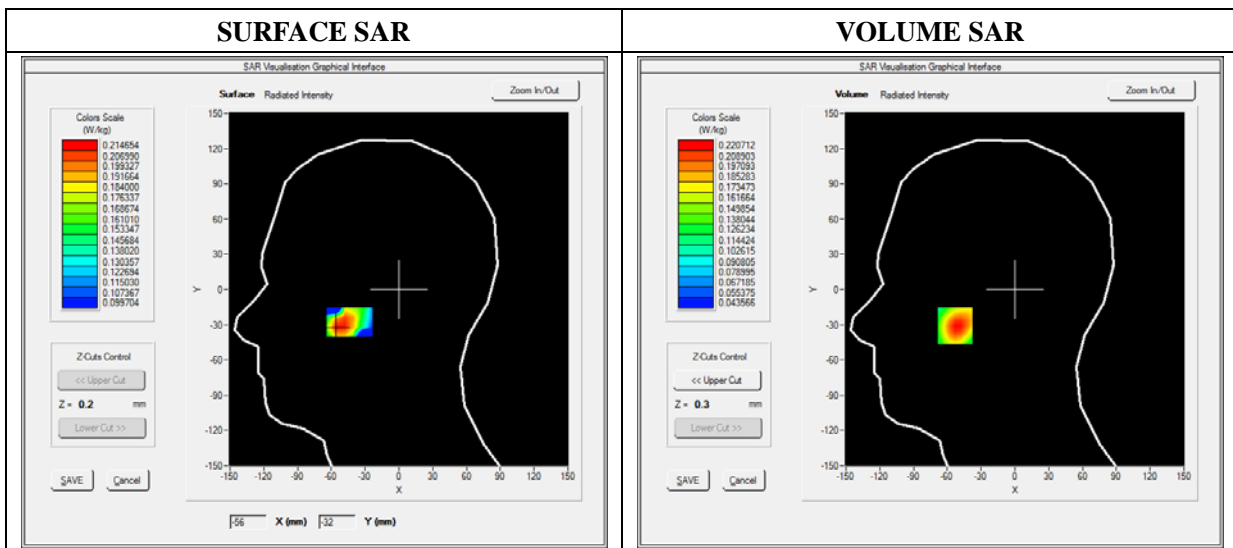 SURFACE SAR
VOLUME SAR
SAR Visualisation Graphical Interface
Surface Radiated Intensity
Zoom In/Out
Colors Scale
(W/kg)
0.214654
0.206990
0.199327
0.191664
0.184000
0.176337
0.168674
0.161010
0.153347
0.145684
0.138020
0.130357
0.122694
0.115030
0.107367
0.099704
Z-Cuts Control
<< Upper Cut
Z = 0.2 mm
Lower Cut >>
SAVE Cancel
150
120
90
60
30
Y 0
-30
-60
-90
-120
-150
-150 -120 -90 -60 -30 0 30 60 90 120 150
X
-56 X (mm) -32 Y (mm)
SAR Visualisation Graphical Interface
Volume Radiated Intensity
Zoom In/Out
Colors Scale
(W/kg)
0.220712
0.208903
0.197093
0.185283
0.173473
0.161664
0.149854
0.138044
0.126234
0.114424
0.102615
0.090805
0.078995
0.067185
0.055375
0.043566
Z-Cuts Control
<< Upper Cut
Z = 0.3 mm
Lower Cut >>
SAVE Cancel
150
120
90
60
30
Y 0
-30
-60
-90
-120
-150
-150 -120 -90 -60 -30 0 30 60 90 120 150
X